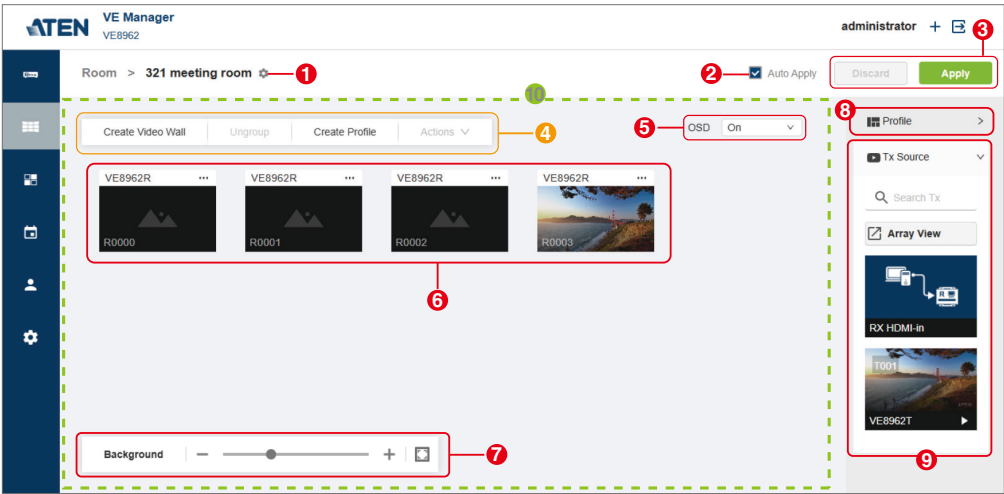 ATEN
VE Manager
VE8962
administrator
3
Room > 321 meeting room
1
2
Auto Apply
Discard
Apply
10
Create Video Wall
Ungroup
Create Profile
Actions
4
5
OSD
On
8
Profile
VE8962R
R0000
VE8962R
R0001
VE8962R
R0002
VE8962R
R0003
6
Tx Source
Search Tx
Array View
RX HDMI-in
T001
VE8962T
9
Background
7